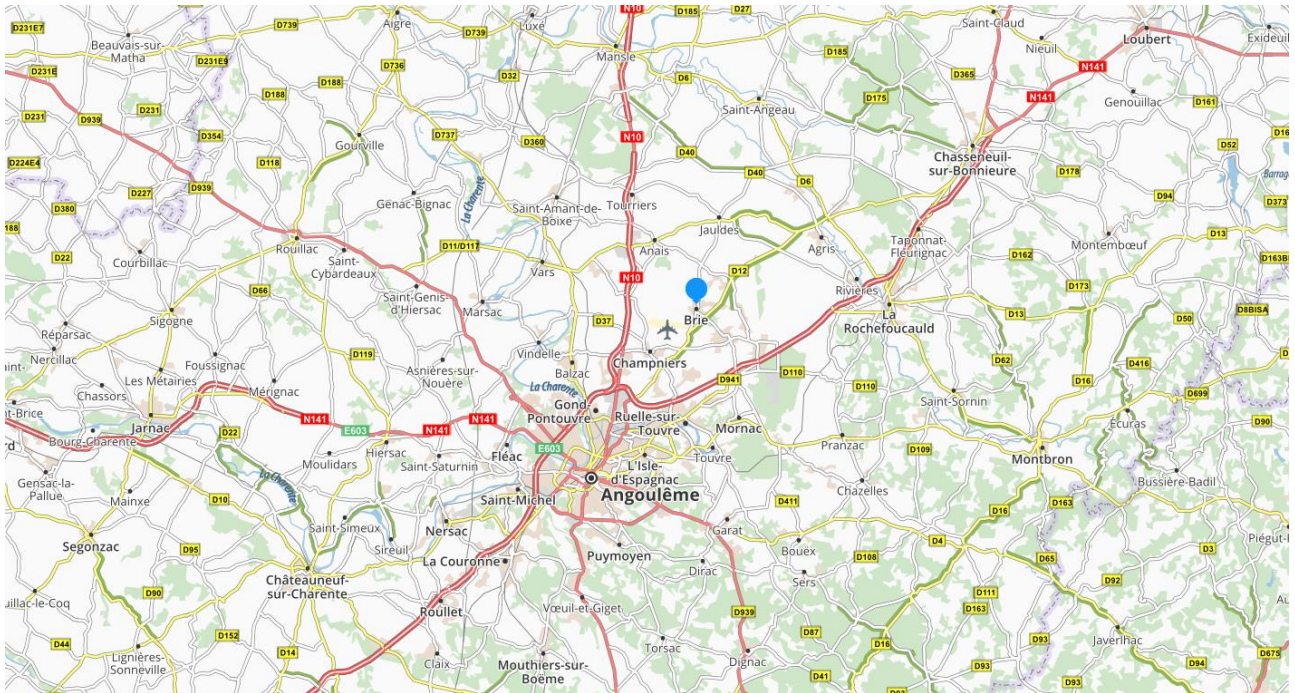 N10
D185
D27
Saint-Claud
D231E7
D739
Aigre
Luxe
Loubert
Exideuil
Beauvais-sur-
Matha
D231E9
D739
Mansle
D185
Nieuil
D231E
D736
D32
D6
D365
N141
D188
D231
D188
Saint-Angeau
D175
N141
Genouillac
D161
D231
D939
D354
Gourville
D737
D360
N10
D224E4
D118
D40
Chasseneuil-
sur-Bonnieure
D52
D178
D40
D6
D227
D939
Genac-Bignac
La Charente
Saint-Amant-de-
Boixe
Tourriers
D94
D373
D380
Jauldes
D22
Rouillac
D11/D117
Anais
Agris
Taponnat-
Fleurignac
Montembœuf
D13
Courbillac
Saint-
Cybardeaux
Vars
N10
D12
D162
D66
Saint-Genis-
d'Hiersac
Marsac
Rivières
D173
Brie
La
Rochefoucauld
D13
D8BISA
D50
Sigogne
D37
Réparsac
Nercillac
Foussignac
D119
Vindelle
Champniers
D62
D416
Les Métairies
Mérignac
Asnières-sur-
Nouère
Balzac
D941
D110
D110
D16
D699
Chassors
La Charente
Saint-Sornin
Jarnac
N141
N141
Gond-
Pontouvre
Ruelle-sur-
Touvre
Mornac
Écuras
D90
Bourg-Charente
D22
E603
N141
E603
Pranzac
D109
Montbron
Hiersac
Fléac
Touvre
Moulidars
Saint-Saturnin
L'Isle-
d'Espagnac
Gensac-la-
Pallue
La Charente
Angoulême
Chazelles
Bussière-Badil
Mainxe
D10
Saint-Michel
D411
D163
Saint-Simeux
Nersac
Garat
D16
Segonzac
D95
Sireuil
Puymoyen
Bouëx
D4
D3
Châteauneuf-
sur-Charente
La Couronne
Dirac
D108
D65
Sers
D92
D90
Roullet
Vœuil-et-Giget
D939
D111
D163
D152
D87
D93
Javerlhac
D44
Torsac
D16
Lignières-
Sonneville
D14
Claix
Mouthiers-sur-
Boëme
Dignac
D93
D94
D675
D41
D93